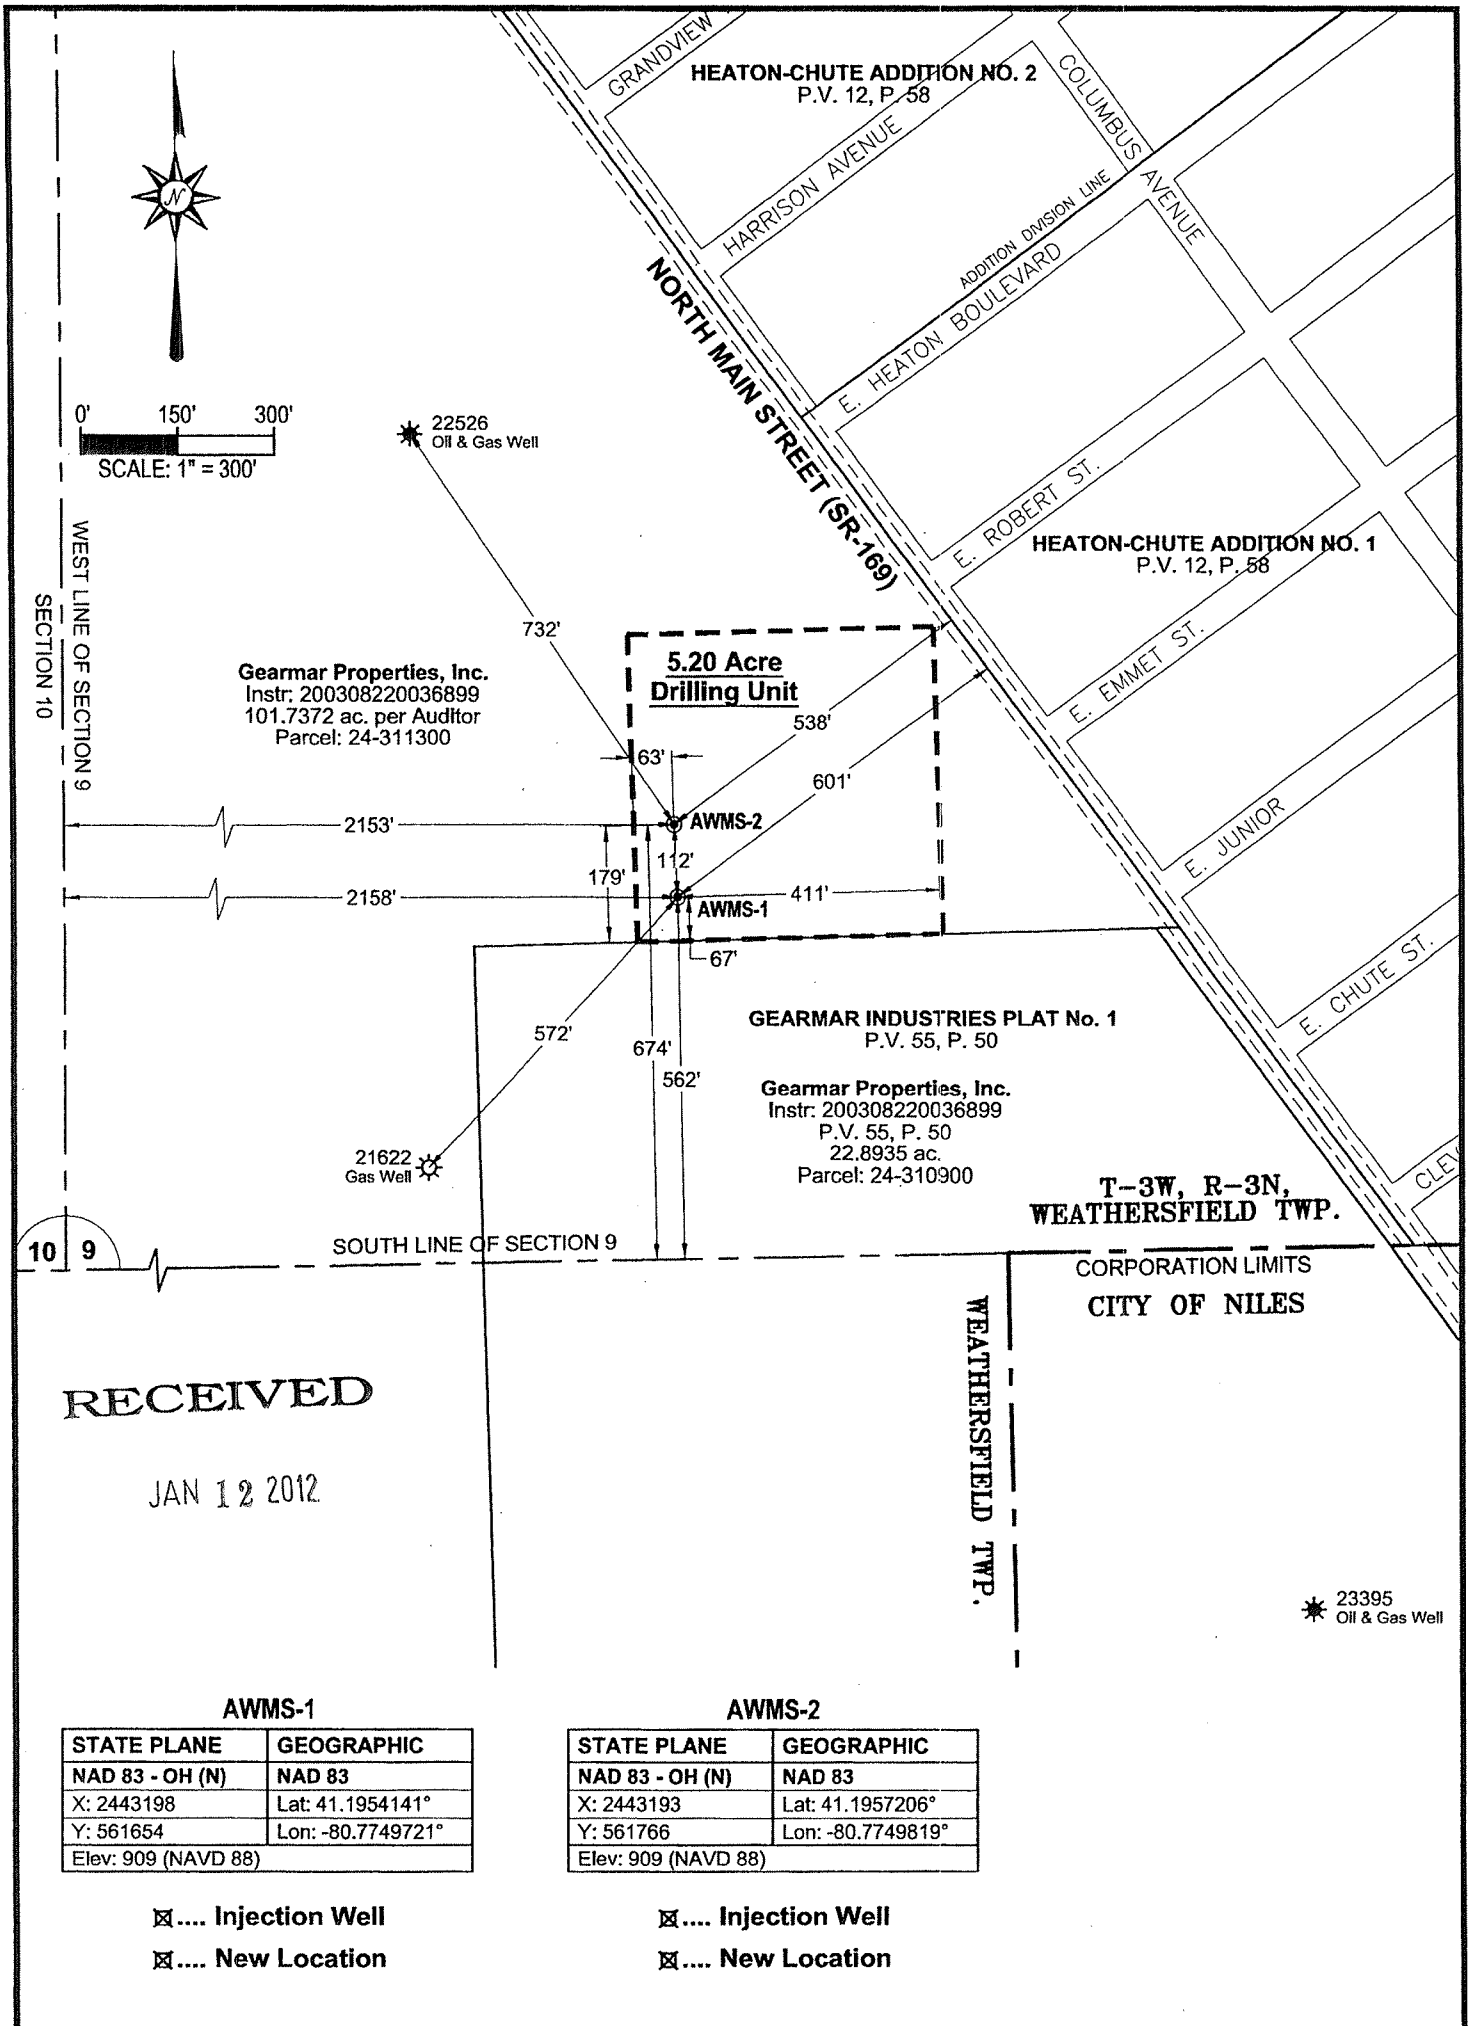 GRANDVIEW
HEATON-CHUTE ADDITION NO. 2
P.V. 12, P. 58
COLUMBUS AVENUE
HARRISON AVENUE
ADDITION DIVISION LINE
E. HEATON BOULEVARD
N
NORTH MAIN STREET (SR-169)
0' 150' 300'
SCALE: 1" = 300'
22526
Oil & Gas Well
E. ROBERT ST.
HEATON-CHUTE ADDITION NO. 1
P.V. 12, P. 58
WEST LINE OF SECTION 9
SECTION 10
732'
E. EMMET ST.
Gearmar Properties, Inc.
Instr: 200308220036899
101.7372 ac. per Auditor
Parcel: 24-311300
5.20 Acre
Drilling Unit
538'
63'
601'
2153'
AWMS-2
179'
112'
E. JUNIOR
2158'
411'
AWMS-1
67'
E. CHUTE ST.
572'
674'
562'
GEARMAR INDUSTRIES PLAT No. 1
P.V. 55, P. 50
Gearmar Properties, Inc.
Instr: 200308220036899
P.V. 55, P. 50
22.8935 ac.
Parcel: 24-310900
21622
Gas Well
CLEV
T-3W, R-3N,
WEATHERSFIELD TWP.
10 9
SOUTH LINE OF SECTION 9
CORPORATION LIMITS
CITY OF NILES
WEATHERSFIELD TWP.
RECEIVED
JAN 12 2012
23395
Oil & Gas Well
AWMS-1
STATE PLANE GEOGRAPHIC
NAD 83 - OH (N) NAD 83
X: 2443198 Lat: 41.1954141°
Y: 561654 Lon: -80.7749721°
Elev: 909 (NAVD 88)
☒.... Injection Well
☒.... New Location
AWMS-2
STATE PLANE GEOGRAPHIC
NAD 83 - OH (N) NAD 83
X: 2443193 Lat: 41.1957206°
Y: 561766 Lon: -80.7749819°
Elev: 909 (NAVD 88)
☒.... Injection Well
☒.... New Location